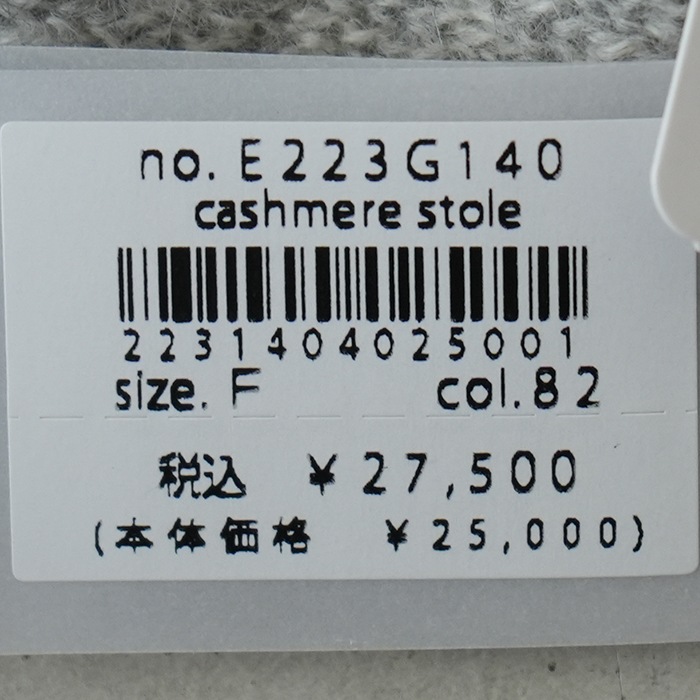 no. E223G140
cashmere stole
2231404025001
size. F col.82
税込 ¥27,500
(本体価格 ¥25,000)